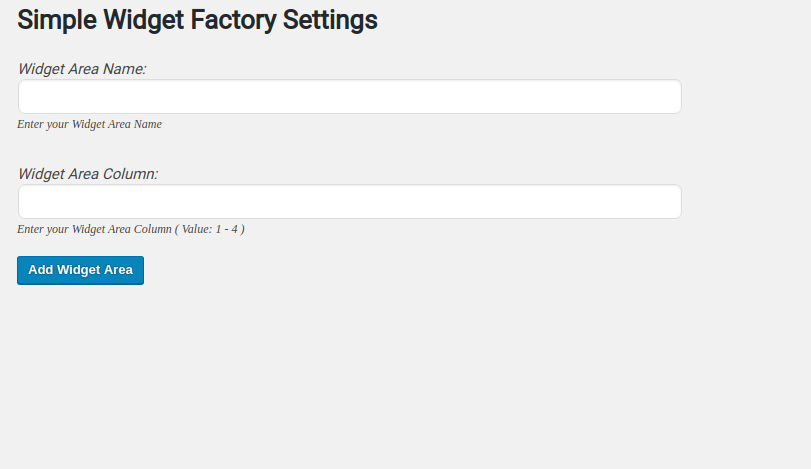 Simple Widget Factory Settings
Widget Area Name:
Enter your Widget Area Name
Widget Area Column:
Enter your Widget Area Column ( Value: 1 - 4 )
Add Widget Area